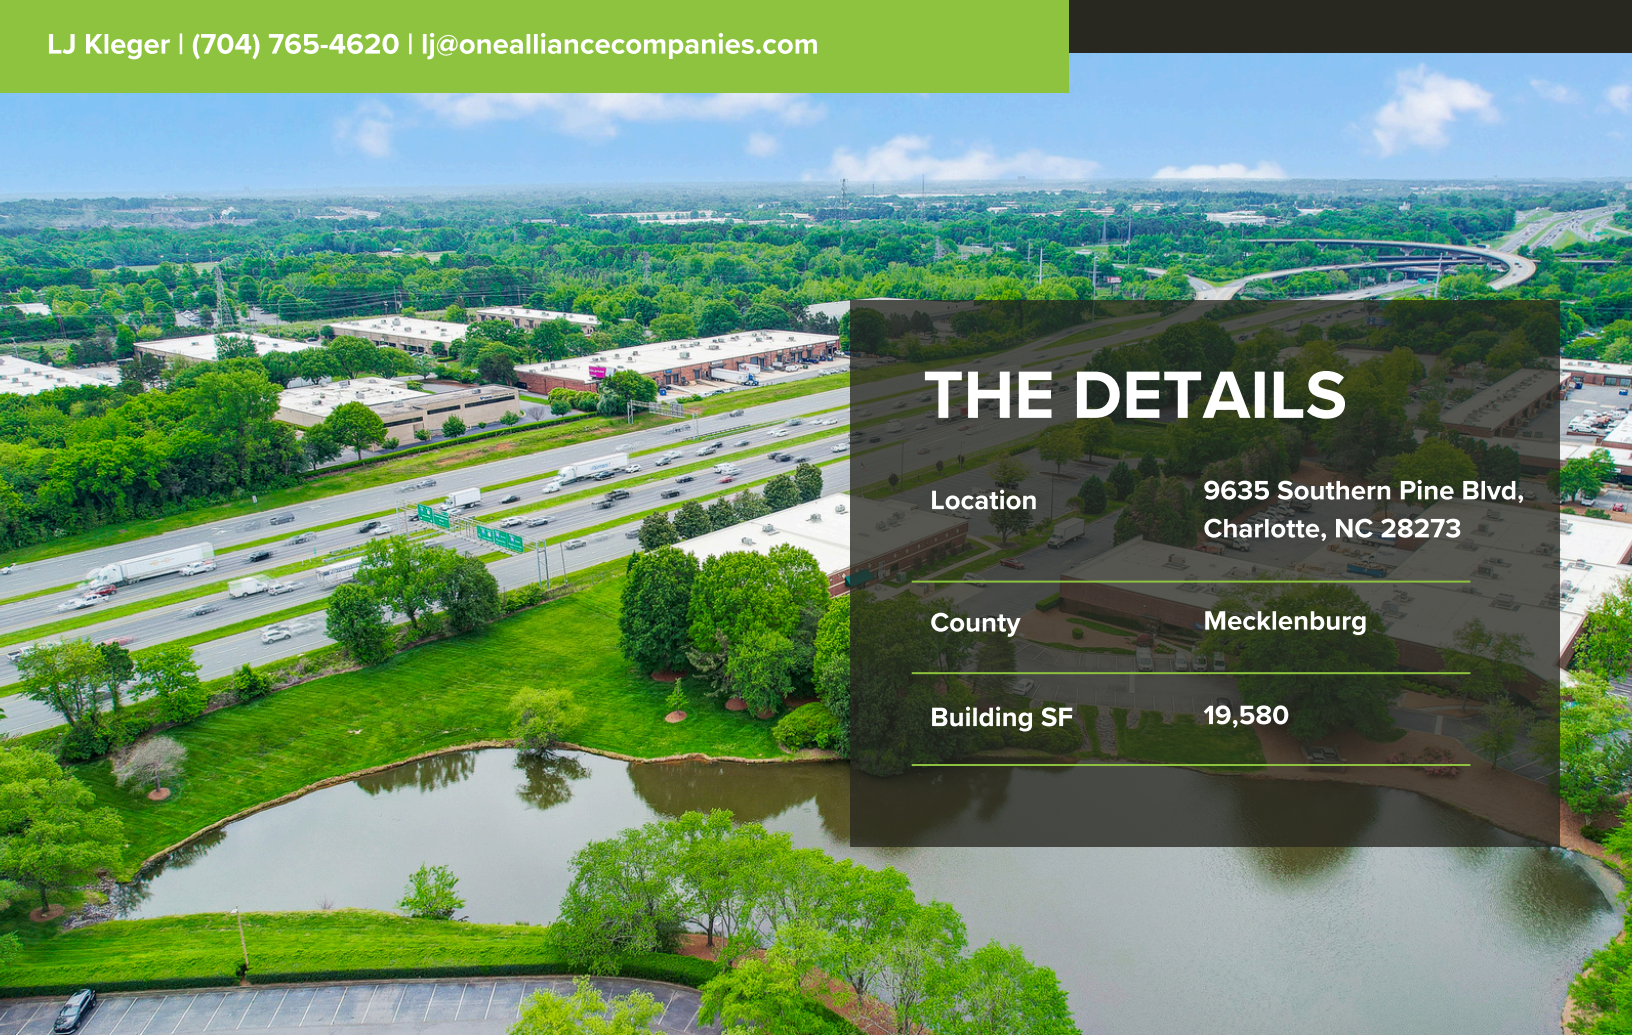 LJ Kleger | (704) 765-4620 | lj@onealliancecompanies.com
THE DETAILS
Location
9635 Southern Pine Blvd,
Charlotte, NC 28273
County
Mecklenburg
Building SF
19,580